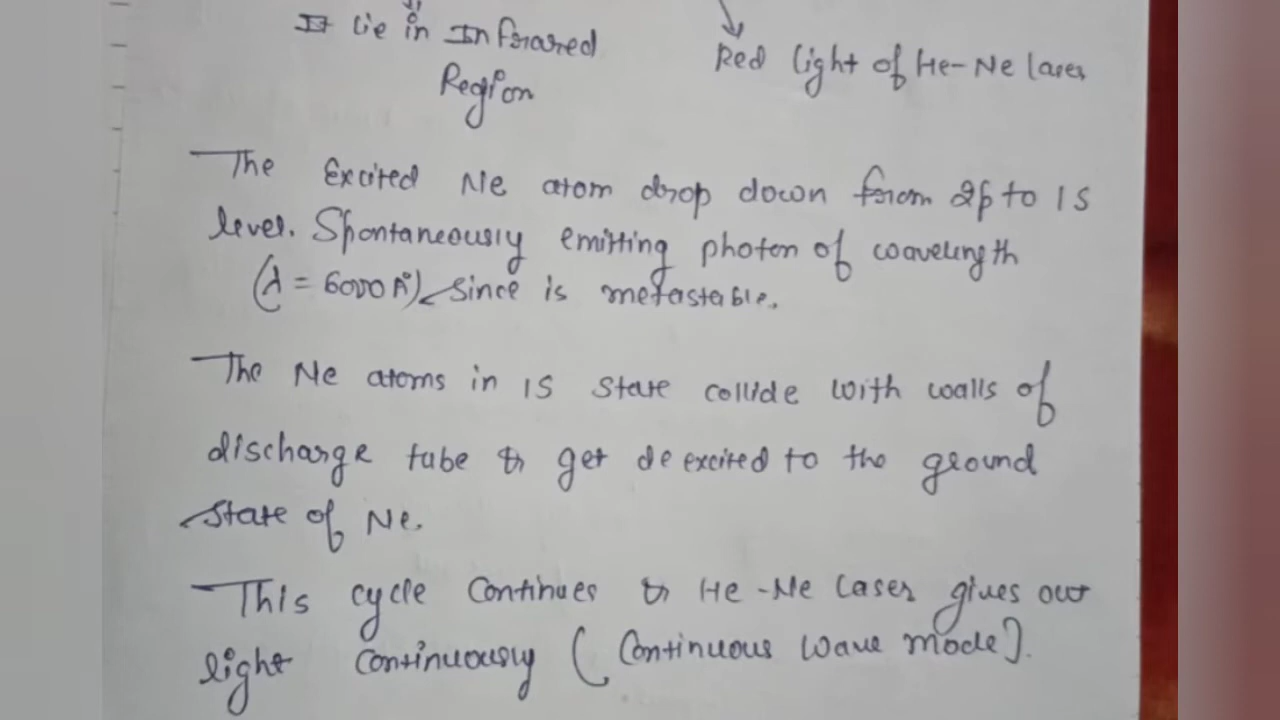 It lie in Infrared
Region
Red light of He-Ne laser
The Excited Ne atom drop down from 2p to 1S
level. Spontaneously emitting photon of wavelength
(λ = 6000 A°) since is metastable.
The Ne atoms in 1S State collide with walls of
discharge tube & get deexcited to the ground
State of Ne.
This cycle Continues & He-Ne laser gives out
light continuously (Continuous wave mode).